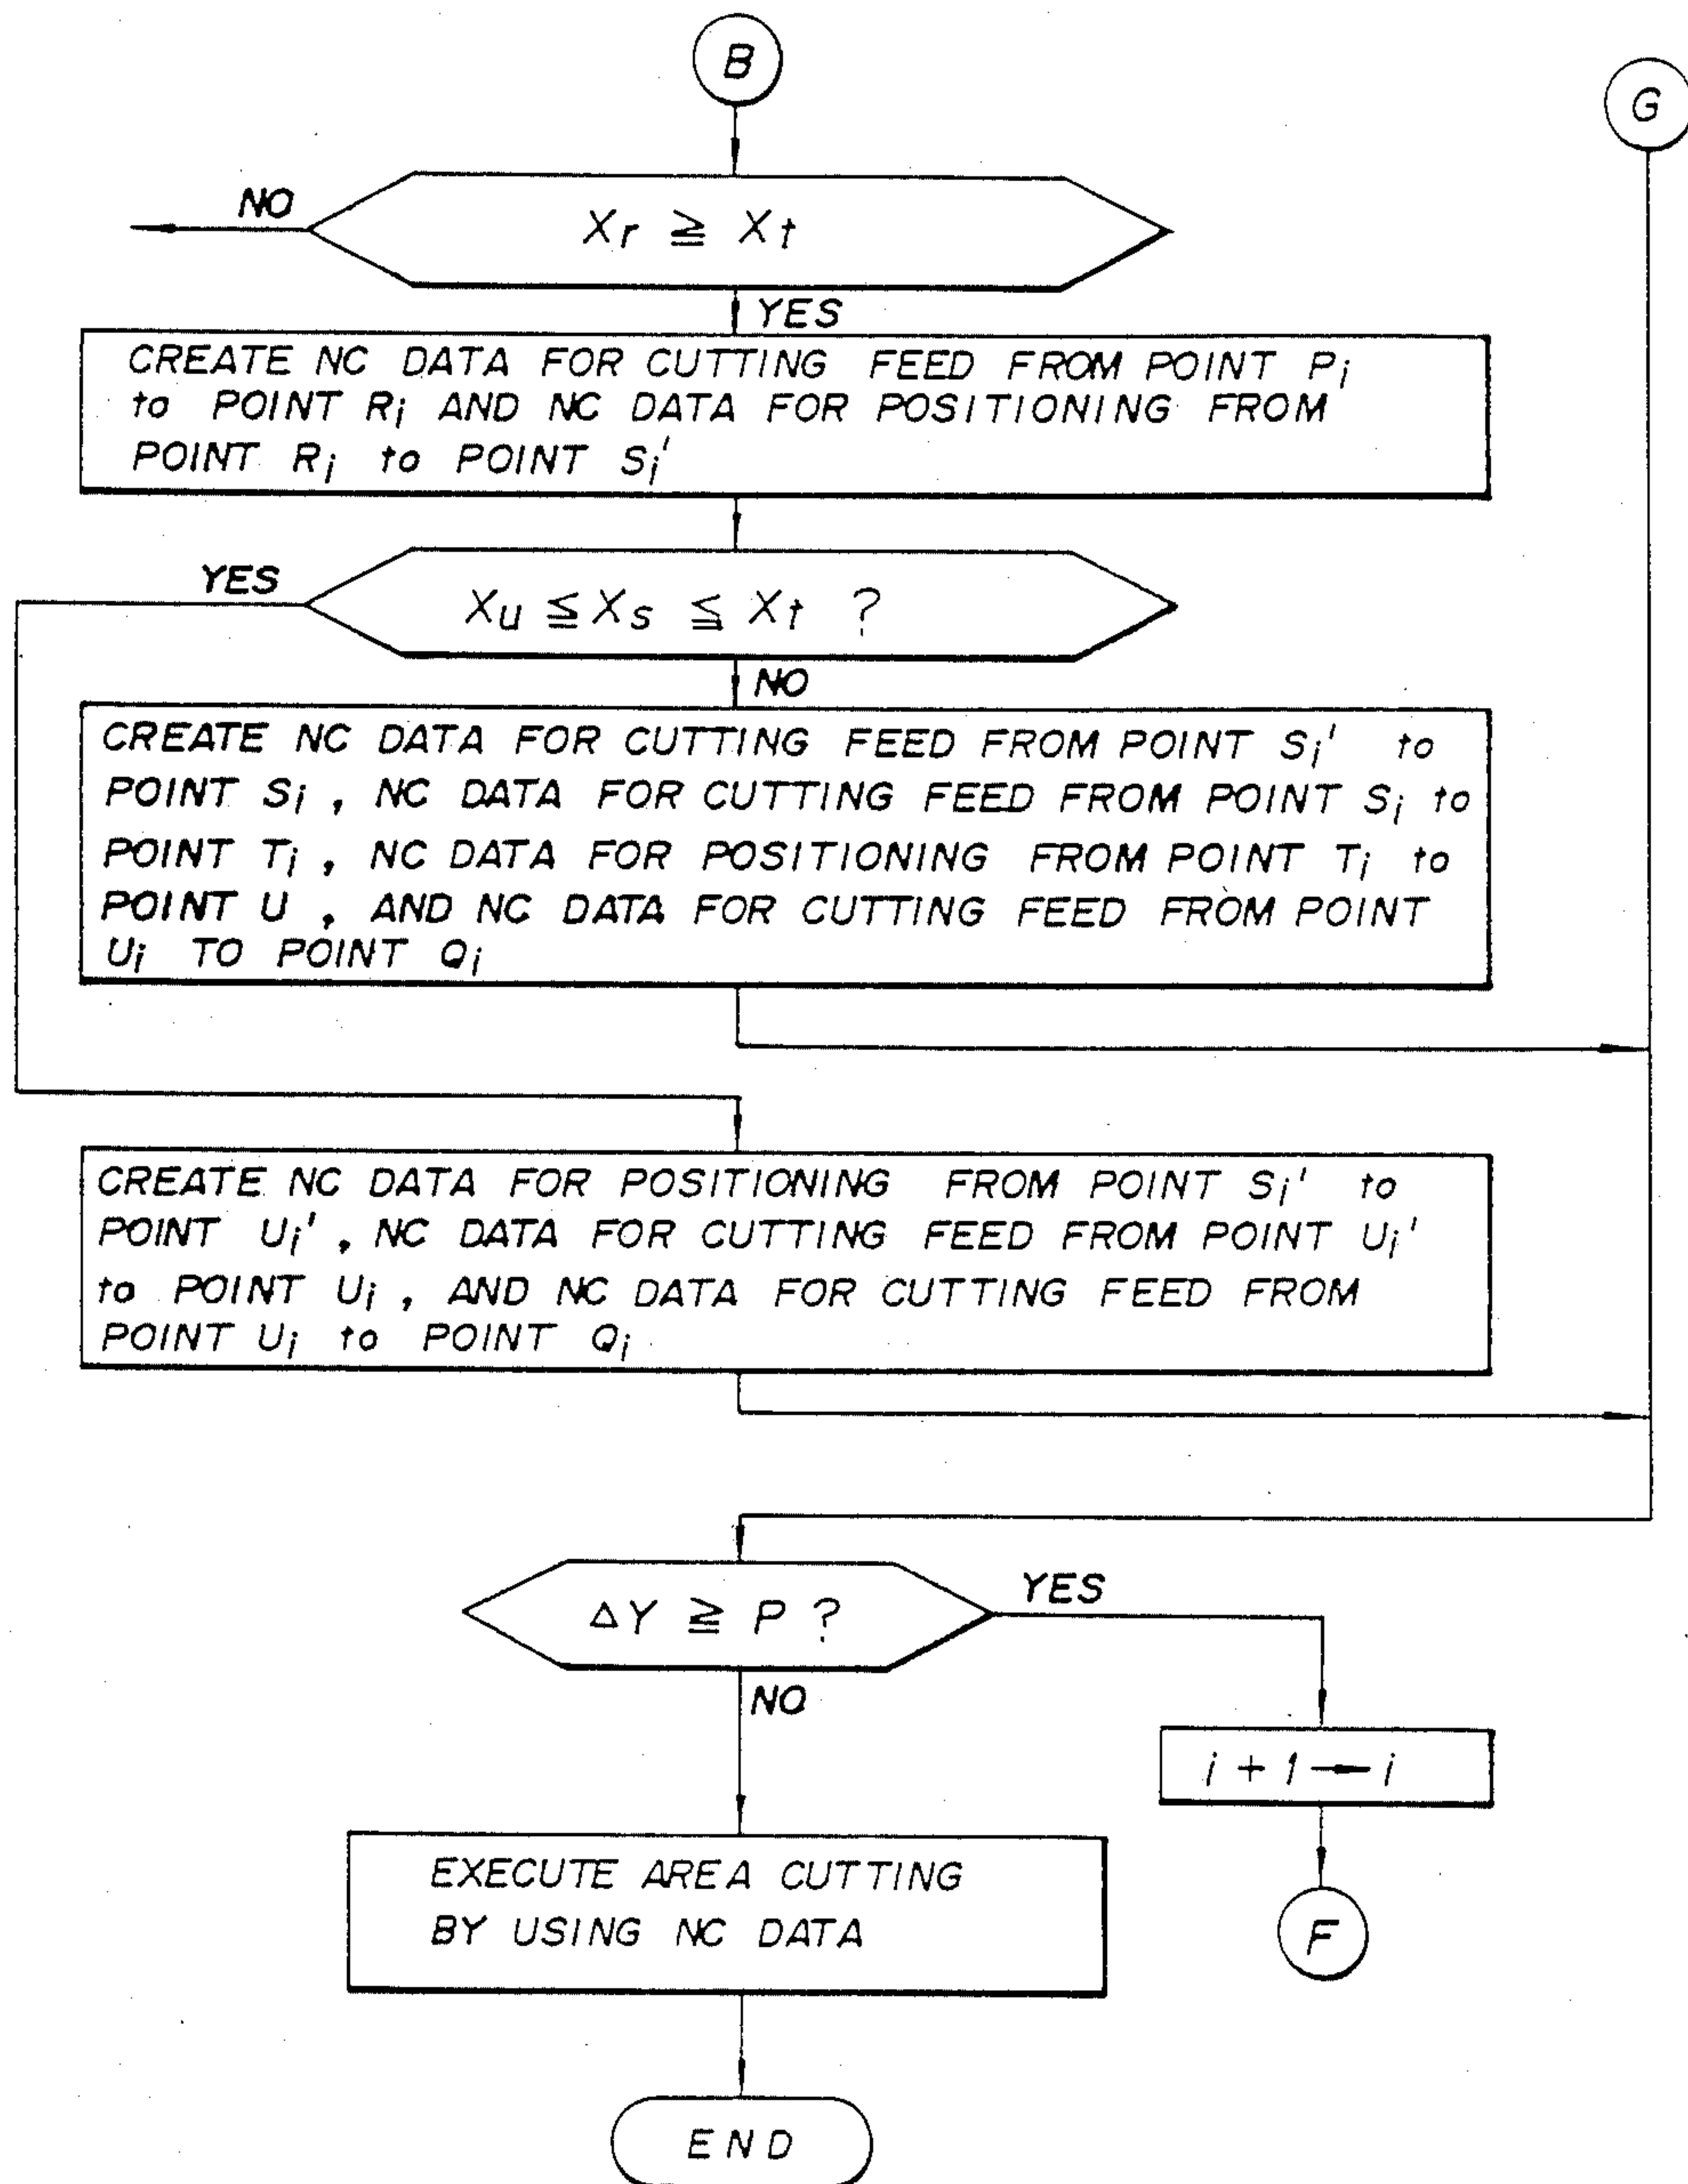 B
G
NO
Xr ≧ Xt
YES
CREATE NC DATA FOR CUTTING FEED FROM POINT Pi
to POINT Ri AND NC DATA FOR POSITIONING FROM
POINT Ri to POINT Si'
YES
Xu ≦ Xs ≦ Xt ?
NO
CREATE NC DATA FOR CUTTING FEED FROM POINT Si' to
POINT Si, NC DATA FOR CUTTING FEED FROM POINT Si to
POINT Ti, NC DATA FOR POSITIONING FROM POINT Ti to
POINT U , AND NC DATA FOR CUTTING FEED FROM POINT
Ui TO POINT Qi
CREATE NC DATA FOR POSITIONING FROM POINT Si' to
POINT Ui', NC DATA FOR CUTTING FEED FROM POINT Ui'
to POINT Ui, AND NC DATA FOR CUTTING FEED FROM
POINT Ui to POINT Qi
ΔY ≧ P ?
YES
NO
i + 1 → i
EXECUTE AREA CUTTING
BY USING NC DATA
F
END